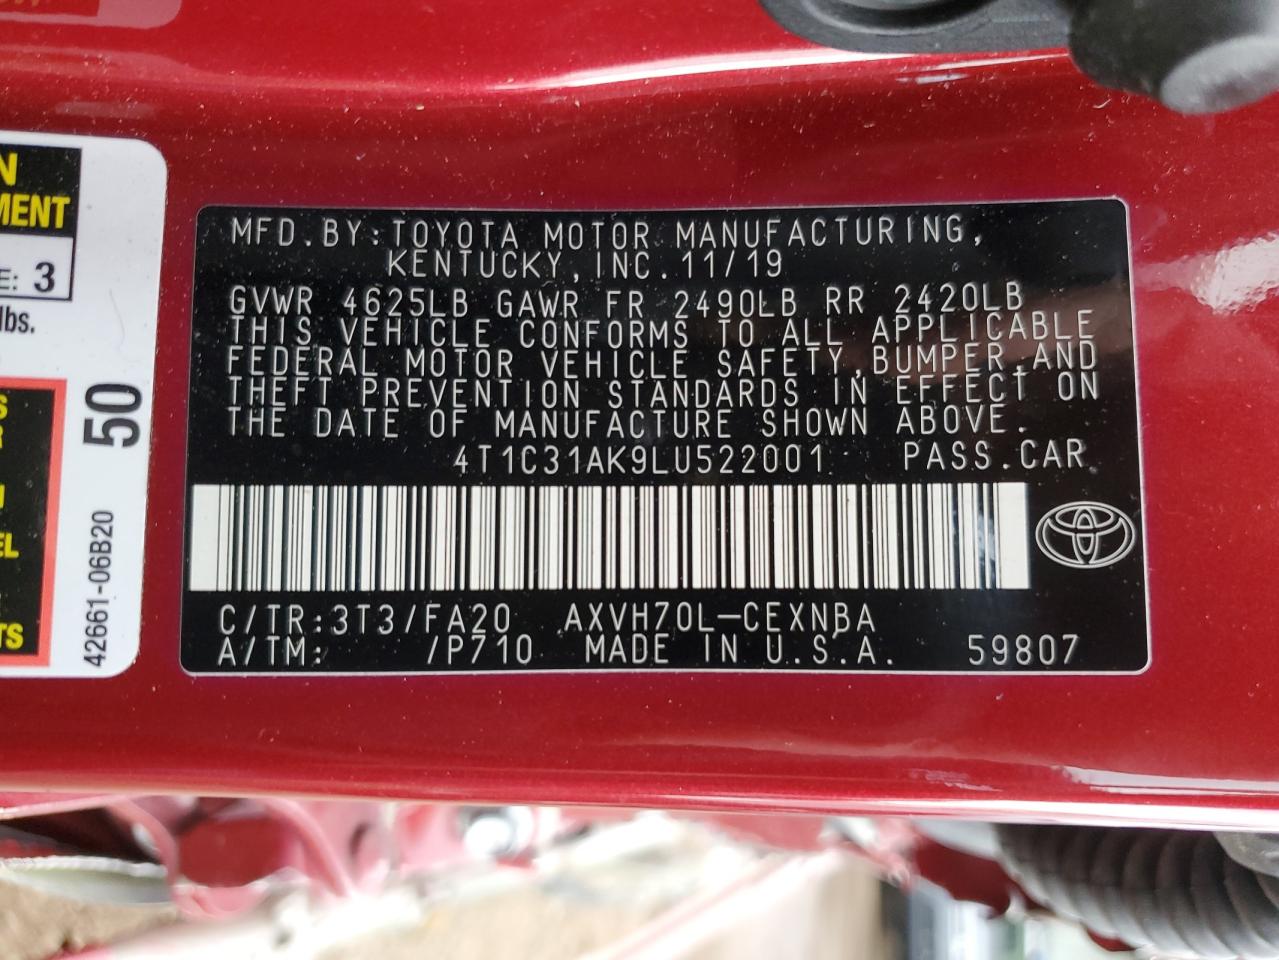 N
MENT
E: 3
lbs.
50
42661-06B20
S
R
EL
TS
MFD.BY:TOYOTA MOTOR MANUFACTURING,
KENTUCKY,INC.11/19
GVWR 4625LB GAWR FR 2490LB RR 2420LB
THIS VEHICLE CONFORMS TO ALL APPLICABLE
FEDERAL MOTOR VEHICLE SAFETY,BUMPER,AND
THEFT PREVENTION STANDARDS IN EFFECT ON
THE DATE OF MANUFACTURE SHOWN ABOVE.
4T1C31AK9LU522001 PASS.CAR
C/TR:3T3/FA20 AXVH70L-CEXNBA
A/TM: /P710 MADE IN U.S.A. 59807